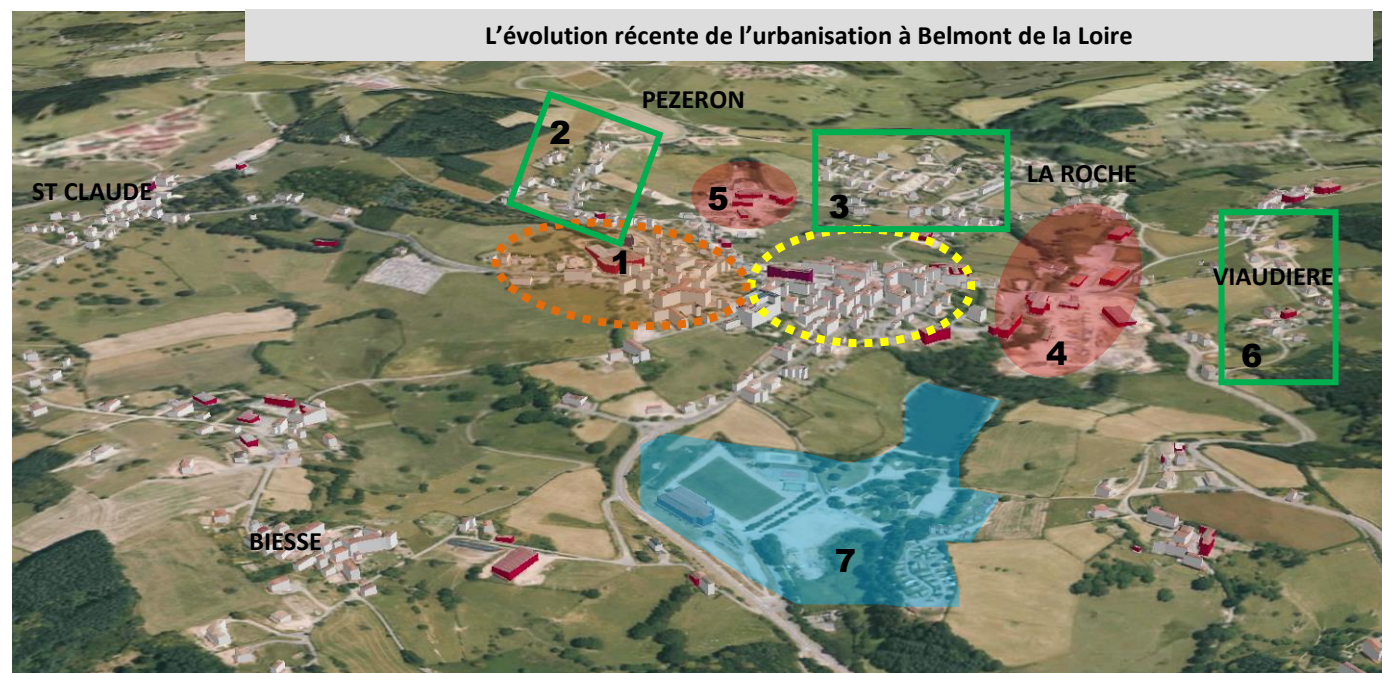 L’évolution récente de l’urbanisation à Belmont de la Loire
PEZERON
2
ST CLAUDE
5
3
LA ROCHE
1
VIAUDIERE
4
6
BIESSE
7